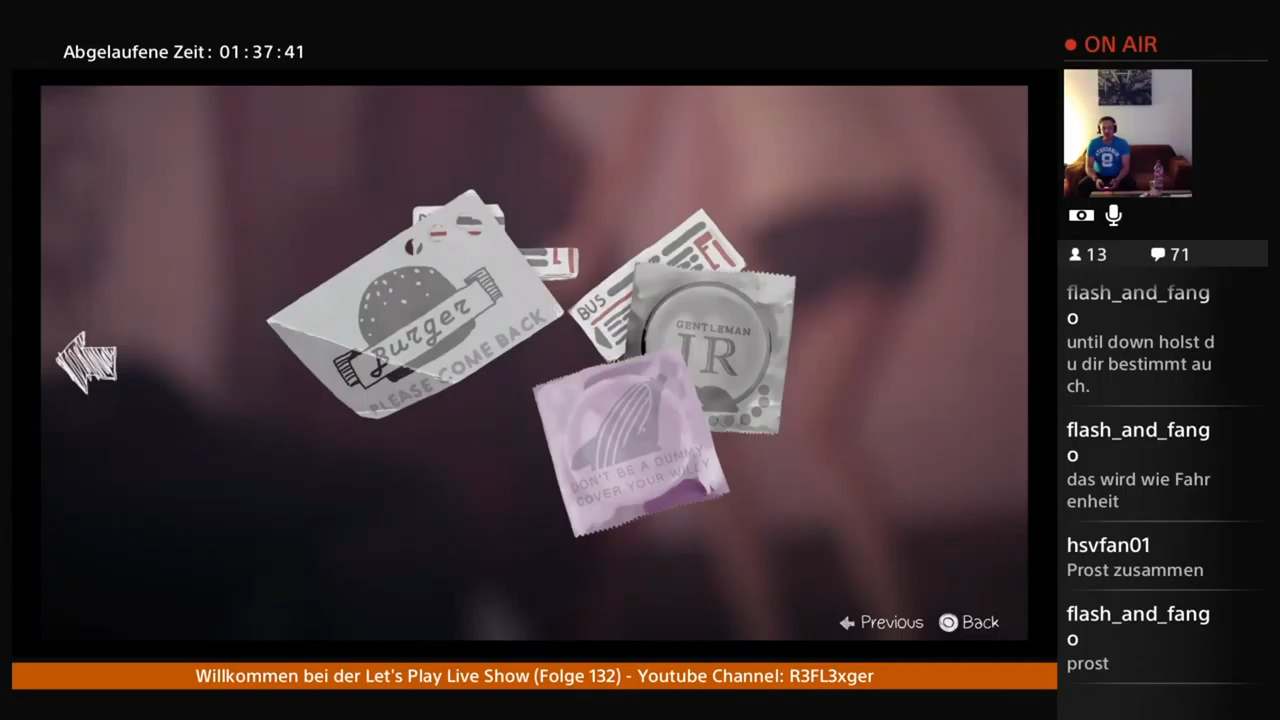 Abgelaufene Zeit: 01:37:41
ON AIR
13
71
flash_and_fang
o
until down holst d
u dir bestimmt au
ch.
flash_and_fang
o
das wird wie Fahr
enheit
hsvfan01
Prost zusammen
flash_and_fang
o
prost
Burger
PLEASE COME BACK
BUS
GENTLEMAN
JR
DON'T BE A DUMMY
COVER YOUR WILLY
Previous
Back
Willkommen bei der Let's Play Live Show (Folge 132) - Youtube Channel: R3FL3xger